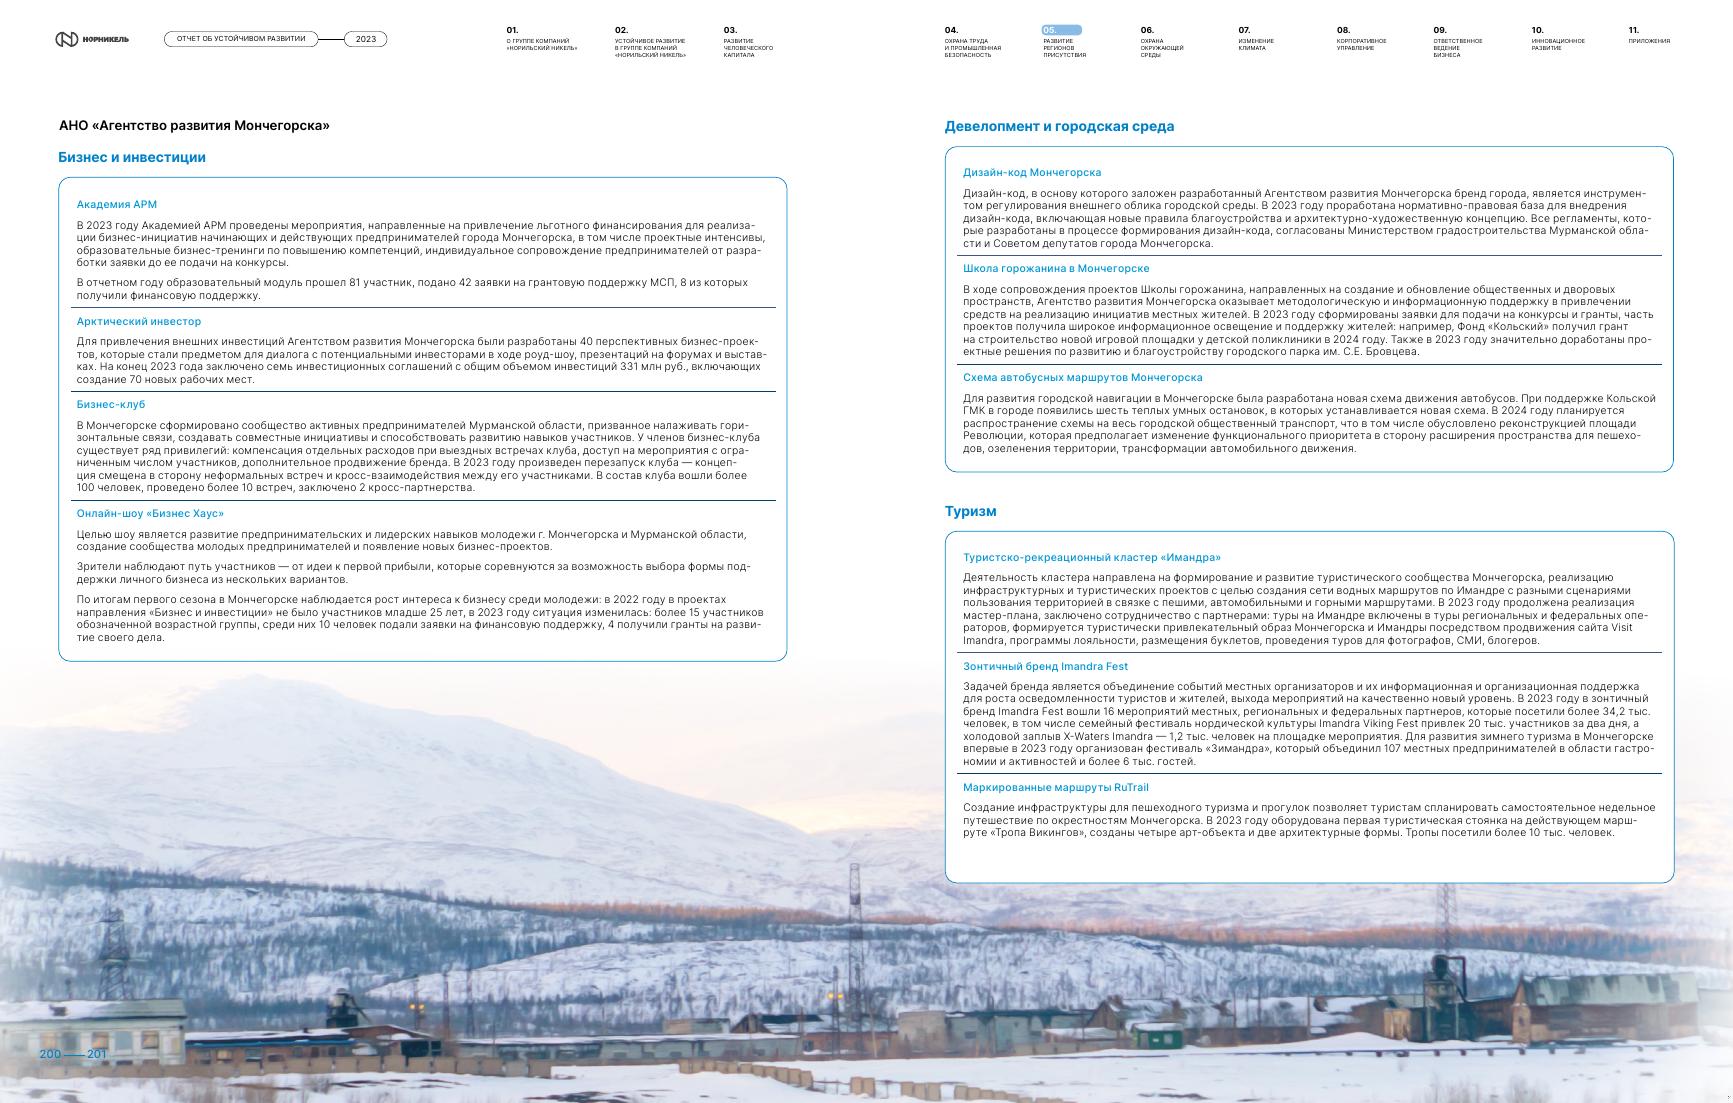 НОРНИКЕЛЬ
ОТЧЕТ ОБ УСТОЙЧИВОМ РАЗВИТИИ
2023
01.
О ГРУППЕ КОМПАНИЙ
«НОРИЛЬСКИЙ НИКЕЛЬ»
02.
УСТОЙЧИВОЕ РАЗВИТИЕ
В ГРУППЕ КОМПАНИЙ
«НОРИЛЬСКИЙ НИКЕЛЬ»
03.
РАЗВИТИЕ
ЧЕЛОВЕЧЕСКОГО
КАПИТАЛА
04.
ОХРАНА ТРУДА
И ПРОМЫШЛЕННАЯ
БЕЗОПАСНОСТЬ
05.
РАЗВИТИЕ
РЕГИОНОВ
ПРИСУТСТВИЯ
06.
ОХРАНА
ОКРУЖАЮЩЕЙ
СРЕДЫ
07.
ИЗМЕНЕНИЕ
КЛИМАТА
08.
КОРПОРАТИВНОЕ
УПРАВЛЕНИЕ
09.
ОТВЕТСТВЕННОЕ
ВЕДЕНИЕ
БИЗНЕСА
10.
ИННОВАЦИОННОЕ
РАЗВИТИЕ
11.
ПРИЛОЖЕНИЯ
АНО «Агентство развития Мончегорска»
Бизнес и инвестиции
Академия АРМ
В 2023 году Академией АРМ проведены мероприятия, направленные на привлечение льготного финансирования для реализа-
ции бизнес-инициатив начинающих и действующих предпринимателей города Мончегорска, в том числе проектные интенсивы,
образовательные бизнес-тренинги по повышению компетенций, индивидуальное сопровождение предпринимателей от разра-
ботки заявки до ее подачи на конкурсы.
В отчетном году образовательный модуль прошел 81 участник, подано 42 заявки на грантовую поддержку МСП, 8 из которых
получили финансовую поддержку.
Арктический инвестор
Для привлечения внешних инвестиций Агентством развития Мончегорска были разработаны 40 перспективных бизнес-проек-
тов, которые стали предметом для диалога с потенциальными инвесторами в ходе роуд-шоу, презентаций на форумах и выстав-
ках. На конец 2023 года заключено семь инвестиционных соглашений с общим объемом инвестиций 331 млн руб., включающих
создание 70 новых рабочих мест.
Бизнес-клуб
В Мончегорске сформировано сообщество активных предпринимателей Мурманской области, призванное налаживать гори-
зонтальные связи, создавать совместные инициативы и способствовать развитию навыков участников. У членов бизнес-клуба
существует ряд привилегий: компенсация отдельных расходов при выездных встречах клуба, доступ на мероприятия с огра-
ниченным числом участников, дополнительное продвижение бренда. В 2023 году произведен перезапуск клуба — концеп-
ция смещена в сторону неформальных встреч и кросс-взаимодействия между его участниками. В состав клуба вошли более
100 человек, проведено более 10 встреч, заключено 2 кросс-партнерства.
Онлайн-шоу «Бизнес Хаус»
Целью шоу является развитие предпринимательских и лидерских навыков молодежи г. Мончегорска и Мурманской области,
создание сообщества молодых предпринимателей и появление новых бизнес-проектов.
Зрители наблюдают путь участников — от идеи к первой прибыли, которые соревнуются за возможность выбора формы под-
держки личного бизнеса из нескольких вариантов.
По итогам первого сезона в Мончегорске наблюдается рост интереса к бизнесу среди молодежи: в 2022 году в проектах
направления «Бизнес и инвестиции» не было участников младше 25 лет, в 2023 году ситуация изменилась: более 15 участников
обозначенной возрастной группы, среди них 10 человек подали заявки на финансовую поддержку, 4 получили гранты на разви-
тие своего дела.
Девелопмент и городская среда
Дизайн-код Мончегорска
Дизайн-код, в основу которого заложен разработанный Агентством развития Мончегорска бренд города, является инструмен-
том регулирования внешнего облика городской среды. В 2023 году проработана нормативно-правовая база для внедрения
дизайн-кода, включающая новые правила благоустройства и архитектурно-художественную концепцию. Все регламенты, кото-
рые разработаны в процессе формирования дизайн-кода, согласованы Министерством градостроительства Мурманской обла-
сти и Советом депутатов города Мончегорска.
Школа горожанина в Мончегорске
В ходе сопровождения проектов Школы горожанина, направленных на создание и обновление общественных и дворовых
пространств, Агентство развития Мончегорска оказывает методологическую и информационную поддержку в привлечении
средств на реализацию инициатив местных жителей. В 2023 году сформированы заявки для подачи на конкурсы и гранты, часть
проектов получила широкое информационное освещение и поддержку жителей: например, Фонд «Кольский» получил грант
на строительство новой игровой площадки у детской поликлиники в 2024 году. Также в 2023 году значительно доработаны про-
ектные решения по развитию и благоустройству городского парка им. С.Е. Бровцева.
Схема автобусных маршрутов Мончегорска
Для развития городской навигации в Мончегорске была разработана новая схема движения автобусов. При поддержке Кольской
ГМК в городе появились шесть теплых умных остановок, в которых устанавливается новая схема. В 2024 году планируется
распространение схемы на весь городской общественный транспорт, что в том числе обусловлено реконструкцией площади
Революции, которая предполагает изменение функционального приоритета в сторону расширения пространства для пешехо-
дов, озеленения территории, трансформации автомобильного движения.
Туризм
Туристско-рекреационный кластер «Имандра»
Деятельность кластера направлена на формирование и развитие туристического сообщества Мончегорска, реализацию
инфраструктурных и туристических проектов с целью создания сети водных маршрутов по Имандре с разными сценариями
пользования территорией в связке с пешими, автомобильными и горными маршрутами. В 2023 году продолжена реализация
мастер-плана, заключено сотрудничество с партнерами: туры на Имандре включены в туры региональных и федеральных опе-
раторов, формируется туристически привлекательный образ Мончегорска и Имандры посредством продвижения сайта Visit
Imandra, программы лояльности, размещения буклетов, проведения туров для фотографов, СМИ, блогеров.
Зонтичный бренд Imandra Fest
Задачей бренда является объединение событий местных организаторов и их информационная и организационная поддержка
для роста осведомленности туристов и жителей, выхода мероприятий на качественно новый уровень. В 2023 году в зонтичный
бренд Imandra Fest вошли 16 мероприятий местных, региональных и федеральных партнеров, которые посетили более 34,2 тыс.
человек, в том числе семейный фестиваль нордической культуры Imandra Viking Fest привлек 20 тыс. участников за два дня, а
холодовой заплыв X-Waters Imandra — 1,2 тыс. человек на площадке мероприятия. Для развития зимнего туризма в Мончегорске
впервые в 2023 году организован фестиваль «Зимандра», который объединил 107 местных предпринимателей в области гастро-
номии и активностей и более 6 тыс. гостей.
Маркированные маршруты RuTrail
Создание инфраструктуры для пешеходного туризма и прогулок позволяет туристам спланировать самостоятельное недельное
путешествие по окрестностям Мончегорска. В 2023 году оборудована первая туристическая стоянка на действующем марш-
руте «Тропа Викингов», созданы четыре арт-объекта и две архитектурные формы. Тропы посетили более 10 тыс. человек.
200 — 201